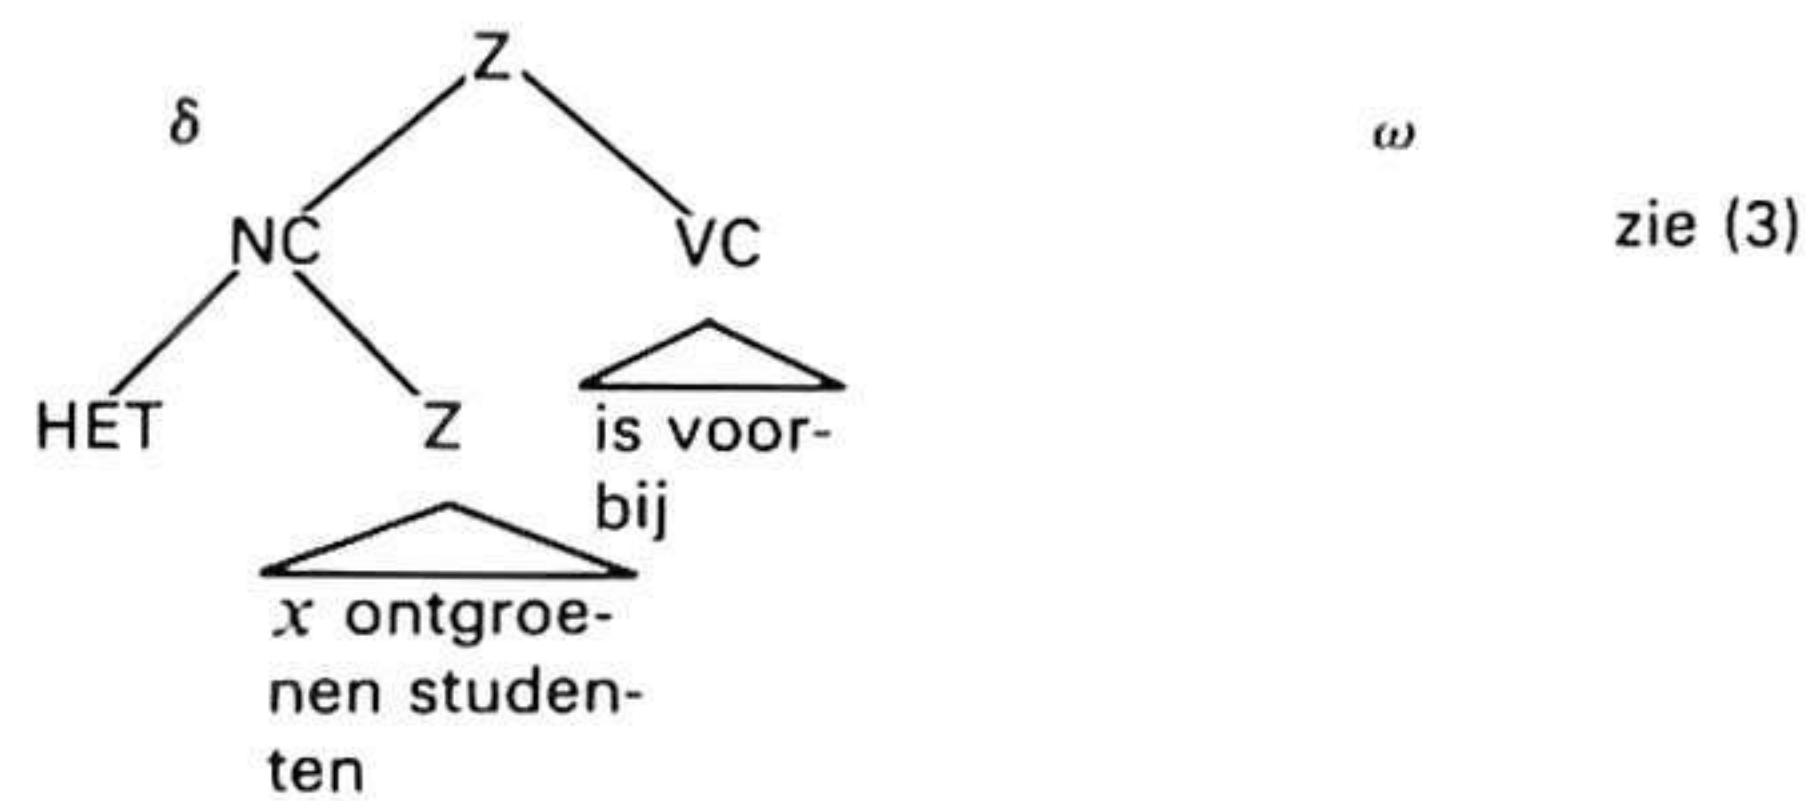 Z
δ
ω
NC
VC
zie (3)
HET
Z
is voor-
bij
x ontgroe-
nen studen-
ten